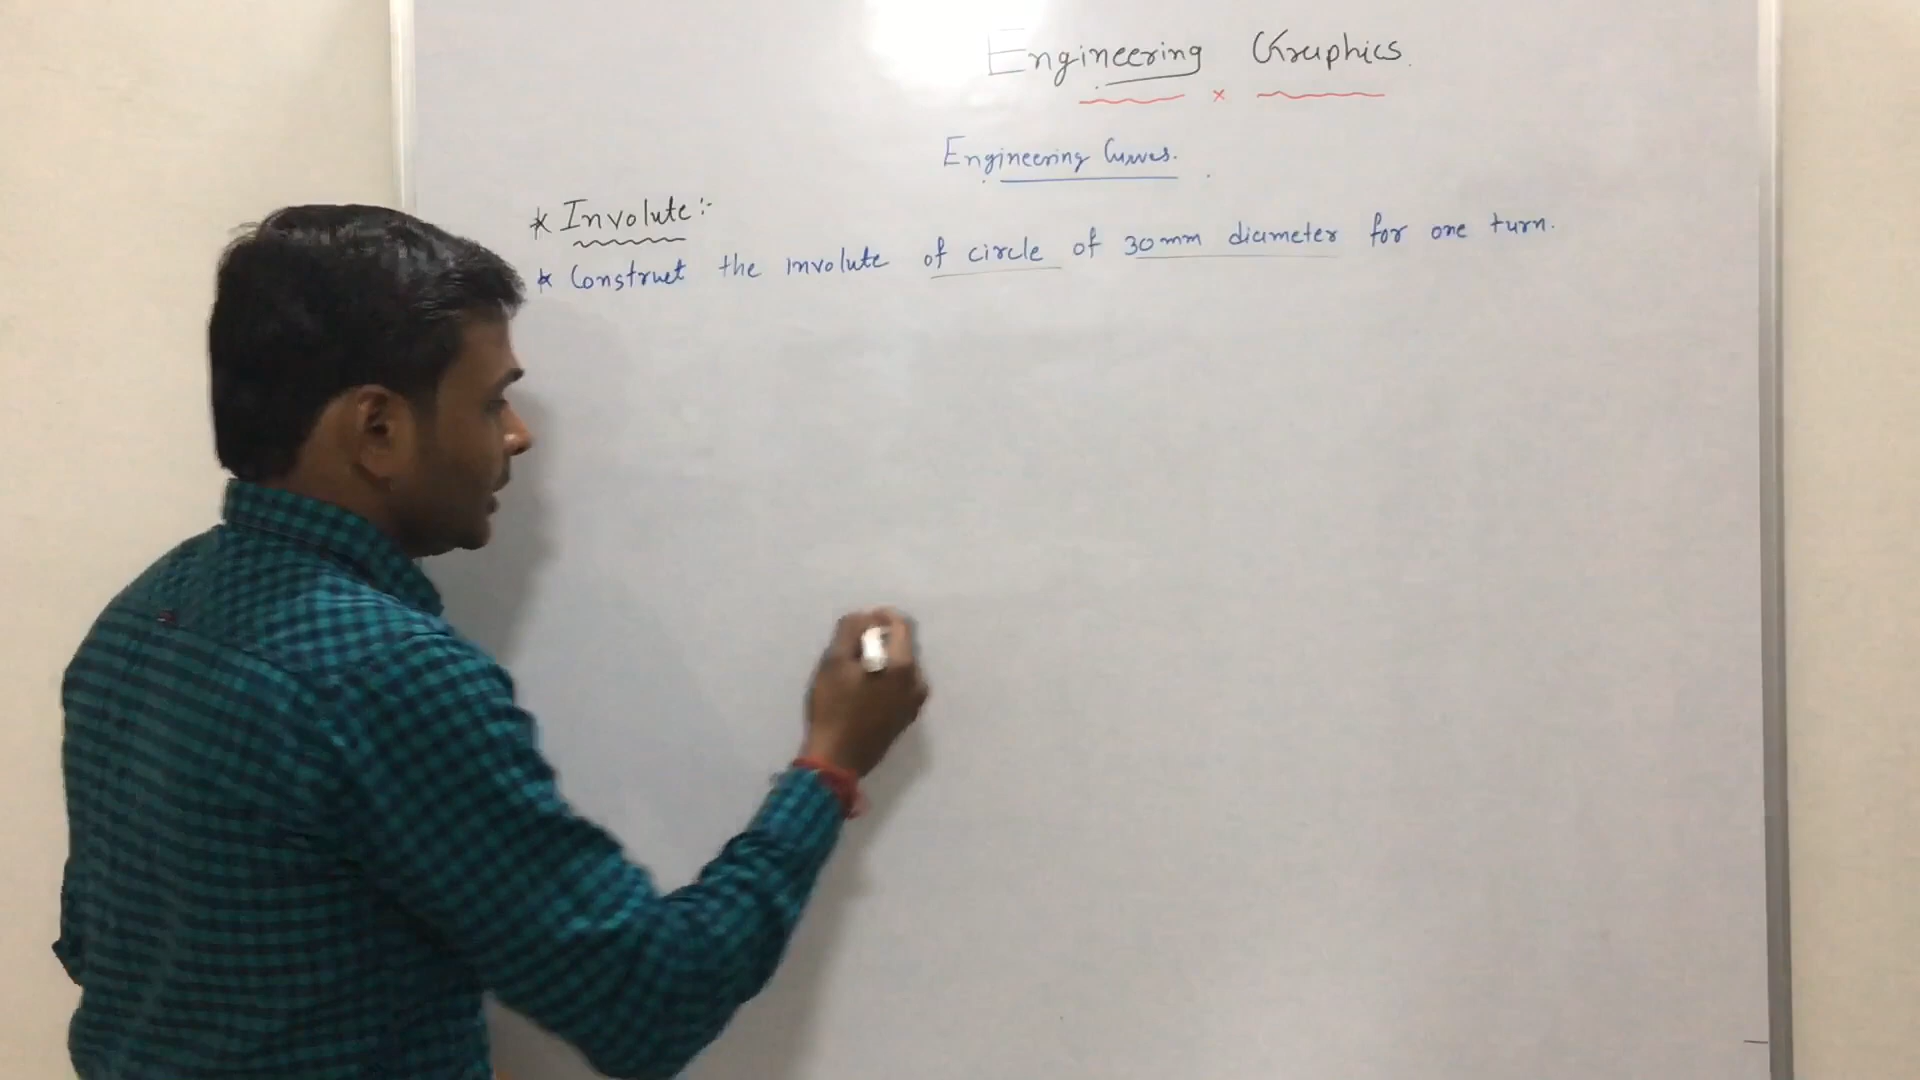 Engineering Graphics.
Engineering Curves.
* Involute :-
* Construct the involute of circle of 30mm diameter for one turn.